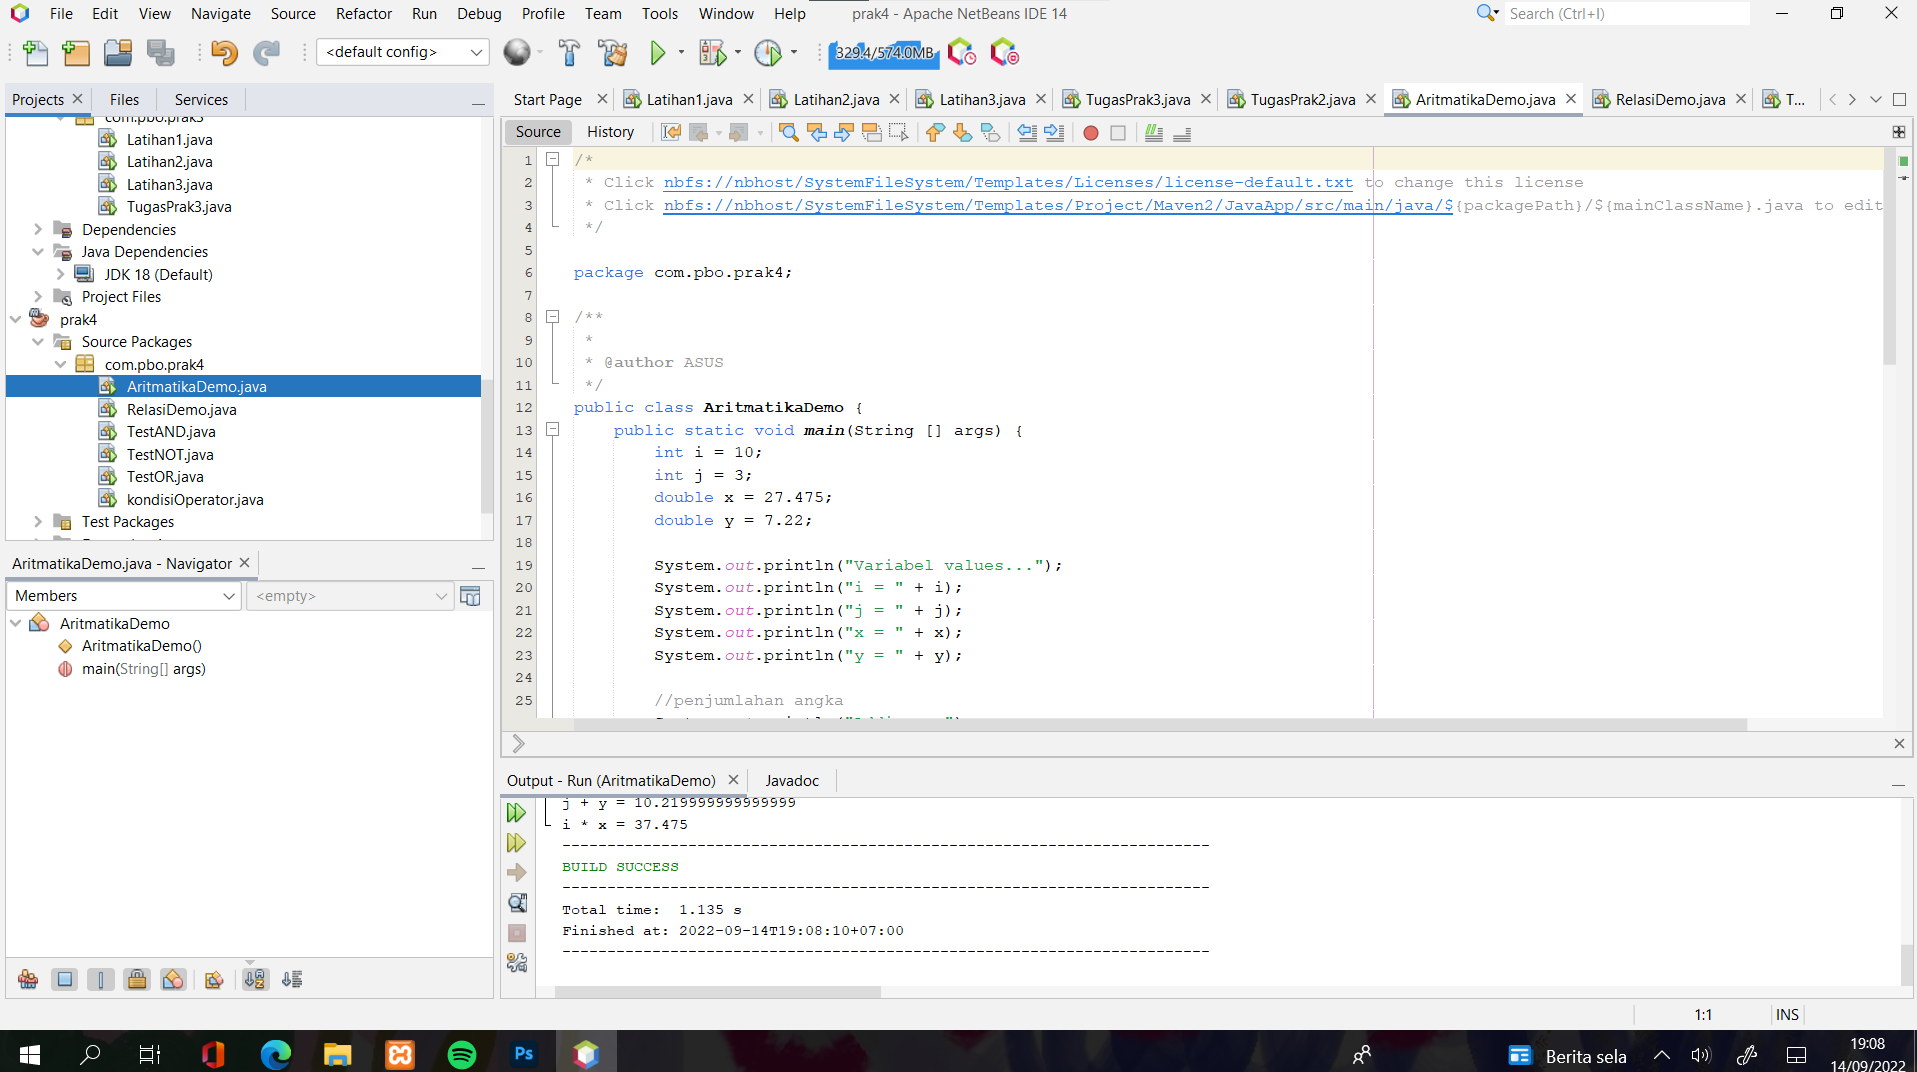 File Edit View Navigate Source Refactor Run Debug Profile Team Tools Window Help prak4 - Apache NetBeans IDE 14 Search (Ctrl+I)
<default config> 329.4/574.0MB
Projects Files Services
com.pbo.prak3
Latihan1.java
Latihan2.java
Latihan3.java
TugasPrak3.java
Dependencies
Java Dependencies
JDK 18 (Default)
Project Files
prak4
Source Packages
com.pbo.prak4
AritmatikaDemo.java
RelasiDemo.java
TestAND.java
TestNOT.java
TestOR.java
kondisiOperator.java
Test Packages
AritmatikaDemo.java - Navigator
Members <empty>
AritmatikaDemo
AritmatikaDemo()
main(String[] args)
Start Page Latihan1.java Latihan2.java Latihan3.java TugasPrak3.java TugasPrak2.java AritmatikaDemo.java RelasiDemo.java T...
Source History
1 /*
2 * Click nbfs://nbhost/SystemFileSystem/Templates/Licenses/license-default.txt to change this license
3 * Click nbfs://nbhost/SystemFileSystem/Templates/Project/Maven2/JavaApp/src/main/java/${packagePath}/${mainClassName}.java to edit
4 */
5
6 package com.pbo.prak4;
7
8 /**
9 *
10 * @author ASUS
11 */
12 public class AritmatikaDemo {
13 public static void main(String [] args) {
14 int i = 10;
15 int j = 3;
16 double x = 27.475;
17 double y = 7.22;
18
19 System.out.println("Variabel values...");
20 System.out.println("i = " + i);
21 System.out.println("j = " + j);
22 System.out.println("x = " + x);
23 System.out.println("y = " + y);
24
25 //penjumlahan angka
Output - Run (AritmatikaDemo) Javadoc
j + y = 10.219999999999999
i * x = 37.475
------------------------------------------------------------------------
BUILD SUCCESS
------------------------------------------------------------------------
Total time: 1.135 s
Finished at: 2022-09-14T19:08:10+07:00
------------------------------------------------------------------------
1:1 INS
Ps
Berita sela
19:08
14/09/2022